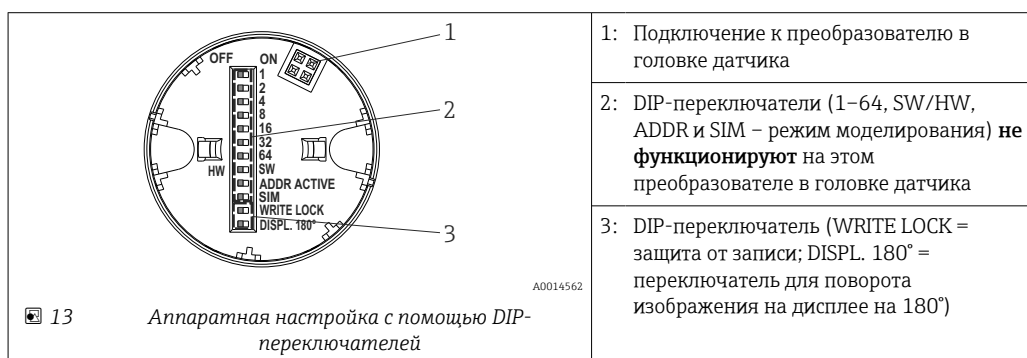 OFF ON
1
2
4
8
16
32
64
HW SW
ADDR ACTIVE
SIM
WRITE LOCK
DISPL. 180°
1
2
3
A0014562
13 Аппаратная настройка с помощью DIP-
переключателей
1: Подключение к преобразователю в
головке датчика
2: DIP-переключатели (1–64, SW/HW,
ADDR и SIM – режим моделирования) не
функционируют на этом
преобразователе в головке датчика
3: DIP-переключатель (WRITE LOCK =
защита от записи; DISPL. 180° =
переключатель для поворота
изображения на дисплее на 180°)